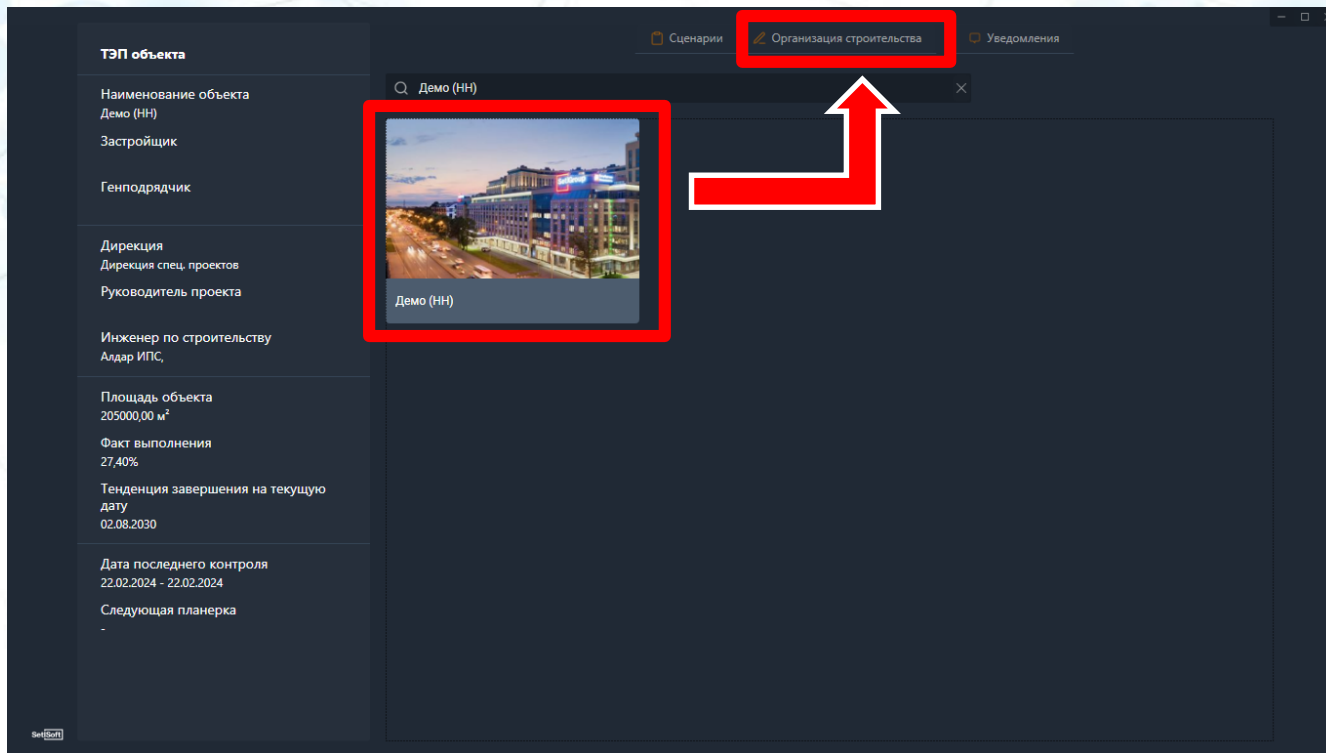 ТЭП объекта
Наименование объекта
Демо (НН)
Застройщик
Генподрядчик
Дирекция
Дирекция спец. проектов
Руководитель проекта
Инженер по строительству
Алдар ИПС,
Площадь объекта
205000,00 м²
Факт выполнения
27,40%
Тенденция завершения на текущую
дату
02.08.2030
Дата последнего контроля
22.02.2024 - 22.02.2024
Следующая планерка
-
Сценарии
Организация строительства
Уведомления
Демо (НН)
SetlGroup
Демо (НН)
SetlSoft